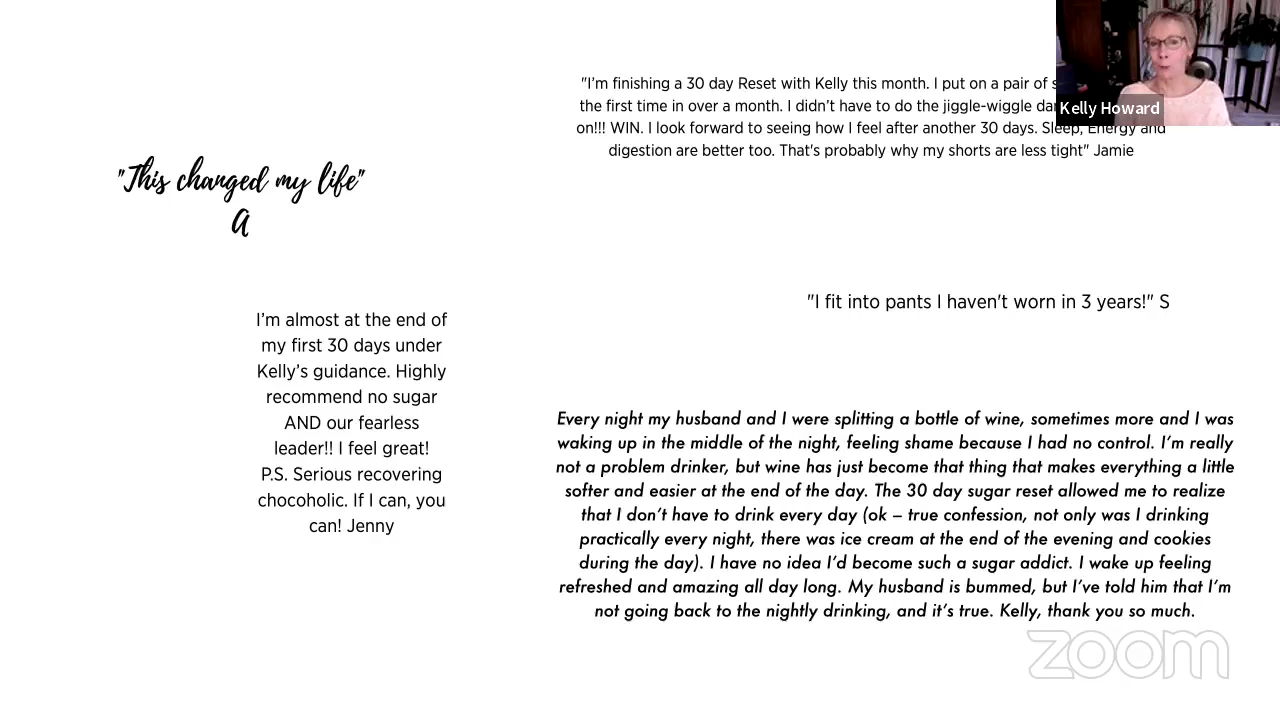 "This changed my life"
A
I'm almost at the end of
my first 30 days under
Kelly's guidance. Highly
recommend no sugar
AND our fearless
leader!! I feel great!
P.S. Serious recovering
chocoholic. If I can, you
can! Jenny
"I'm finishing a 30 day Reset with Kelly this month. I put on a pair of
the first time in over a month. I didn't have to do the jiggle-wiggle
on!!! WIN. I look forward to seeing how I feel after another 30 days. Sleep, Energy and
digestion are better too. That's probably why my shorts are less tight" Jamie
Kelly Howard
"I fit into pants I haven't worn in 3 years!" S
Every night my husband and I were splitting a bottle of wine, sometimes more and I was
waking up in the middle of the night, feeling shame because I had no control. I'm really
not a problem drinker, but wine has just become that thing that makes everything a little
softer and easier at the end of the day. The 30 day sugar reset allowed me to realize
that I don't have to drink every day (ok – true confession, not only was I drinking
practically every night, there was ice cream at the end of the evening and cookies
during the day). I have no idea I'd become such a sugar addict. I wake up feeling
refreshed and amazing all day long. My husband is bummed, but I've told him that I'm
not going back to the nightly drinking, and it's true. Kelly, thank you so much.
zoom